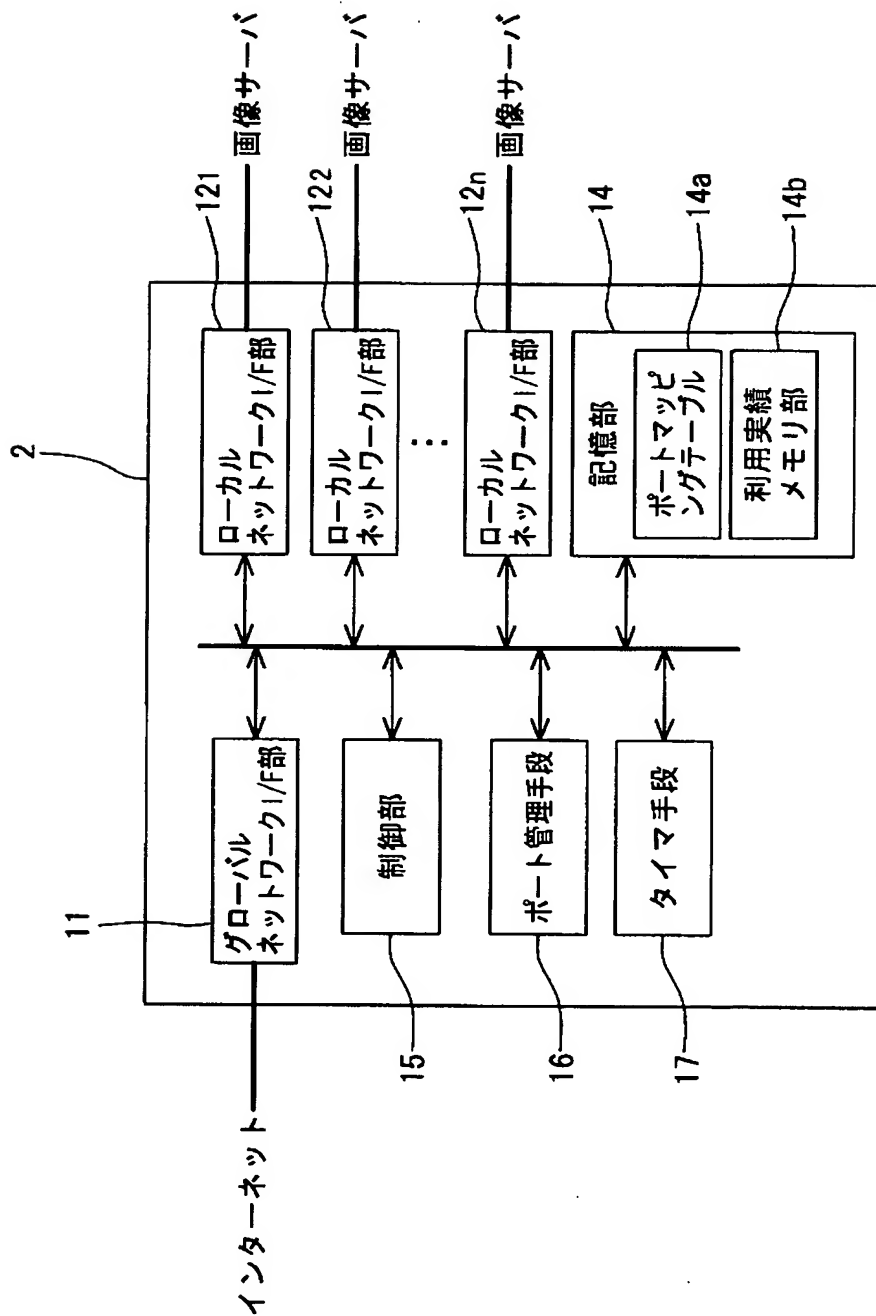 2
インターネット
11
グローバル
ネットワークI/F部
15
制御部
16
ポート管理手段
17
タイマ手段
121
ローカル
ネットワークI/F部
画像サーバ
122
ローカル
ネットワークI/F部
画像サーバ
⋮
12n
ローカル
ネットワークI/F部
画像サーバ
14
記憶部
14a
ポートマッピ
ングテーブル
14b
利用実績
メモリ部